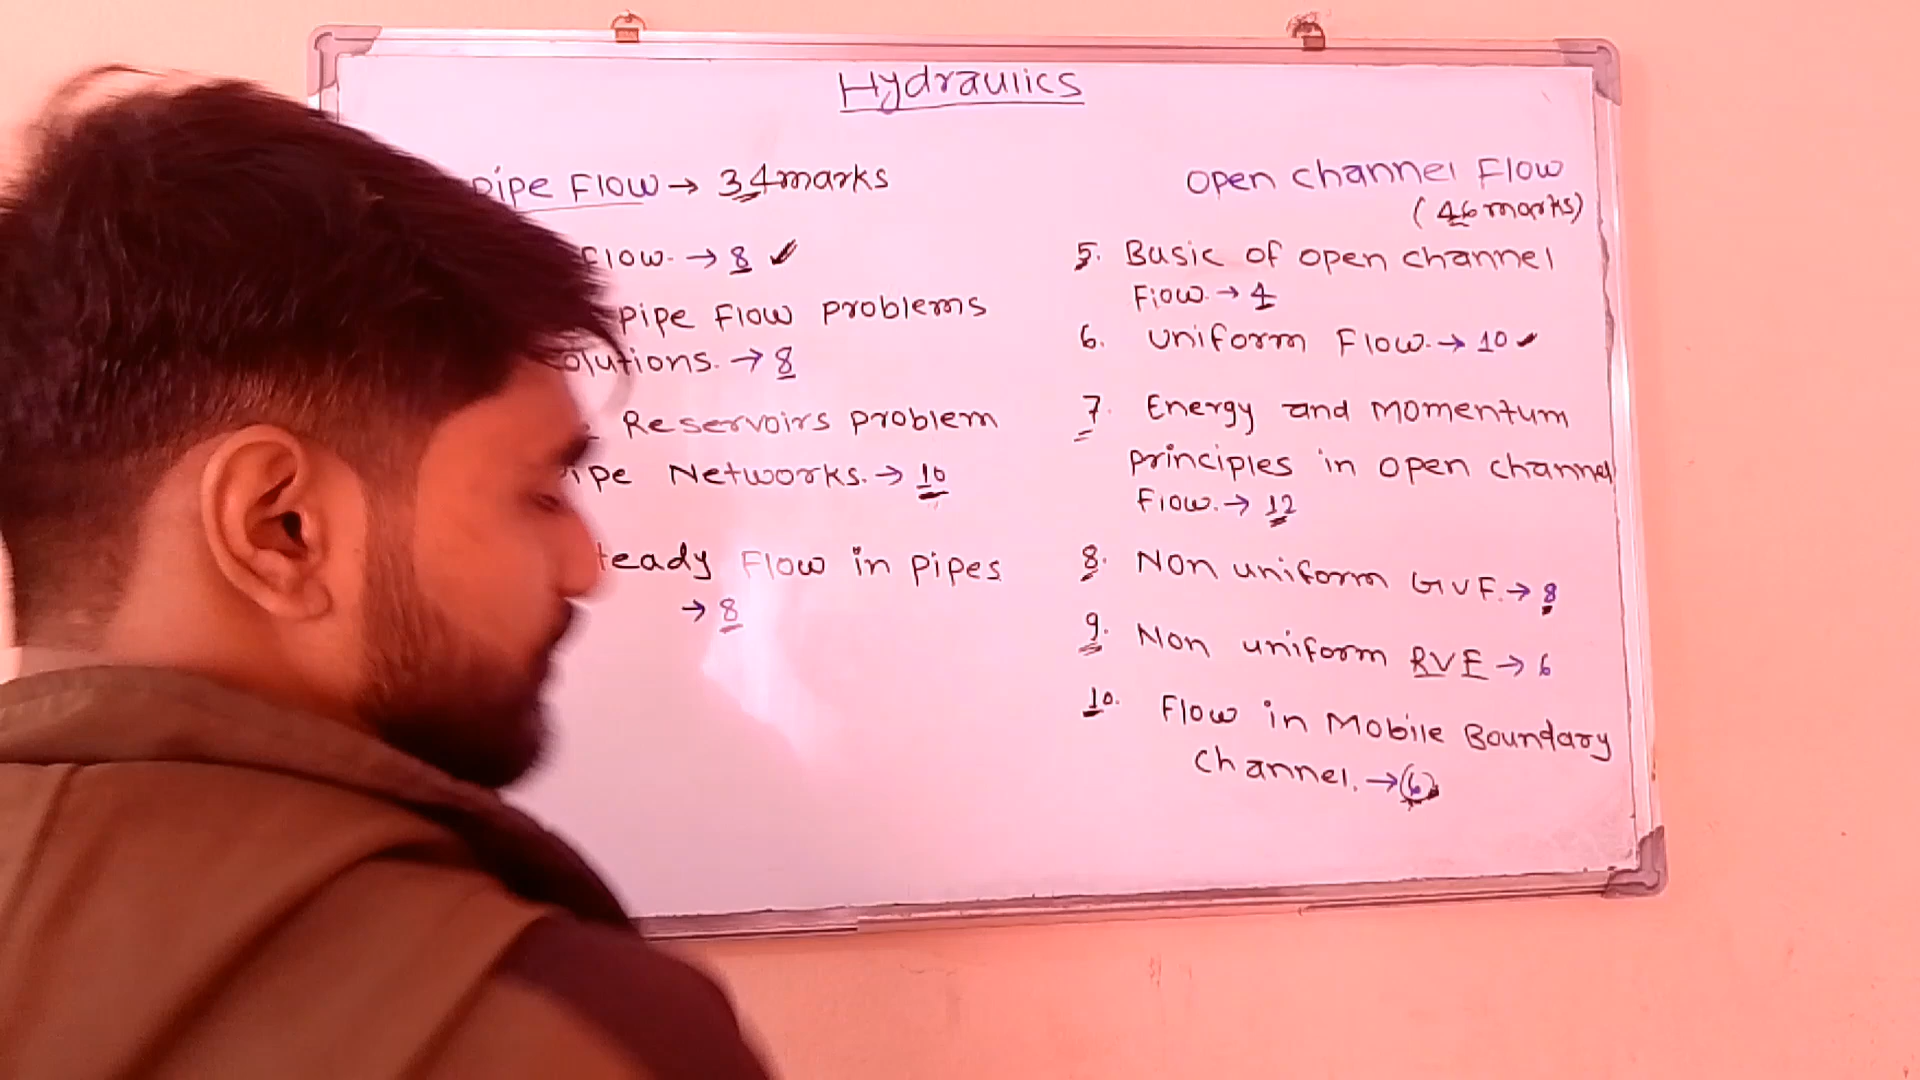 Hydraulics
pipe Flow → 34 marks
Flow. → 8 ✓
pipe Flow problems
olutions. → 8
Reservoirs problem
ipe Networks. → 10
teady Flow in pipes
→ 8
open channel Flow
(46 marks)
5. Basic of open channel
Flow. → 4
6. uniform Flow. → 10
7. Energy and Momentum
principles in open channel
Flow. → 12
8. Non uniform GVF. → 8
9. Non uniform RVF → 6
10. Flow in Mobile Boundary
channel. → 6